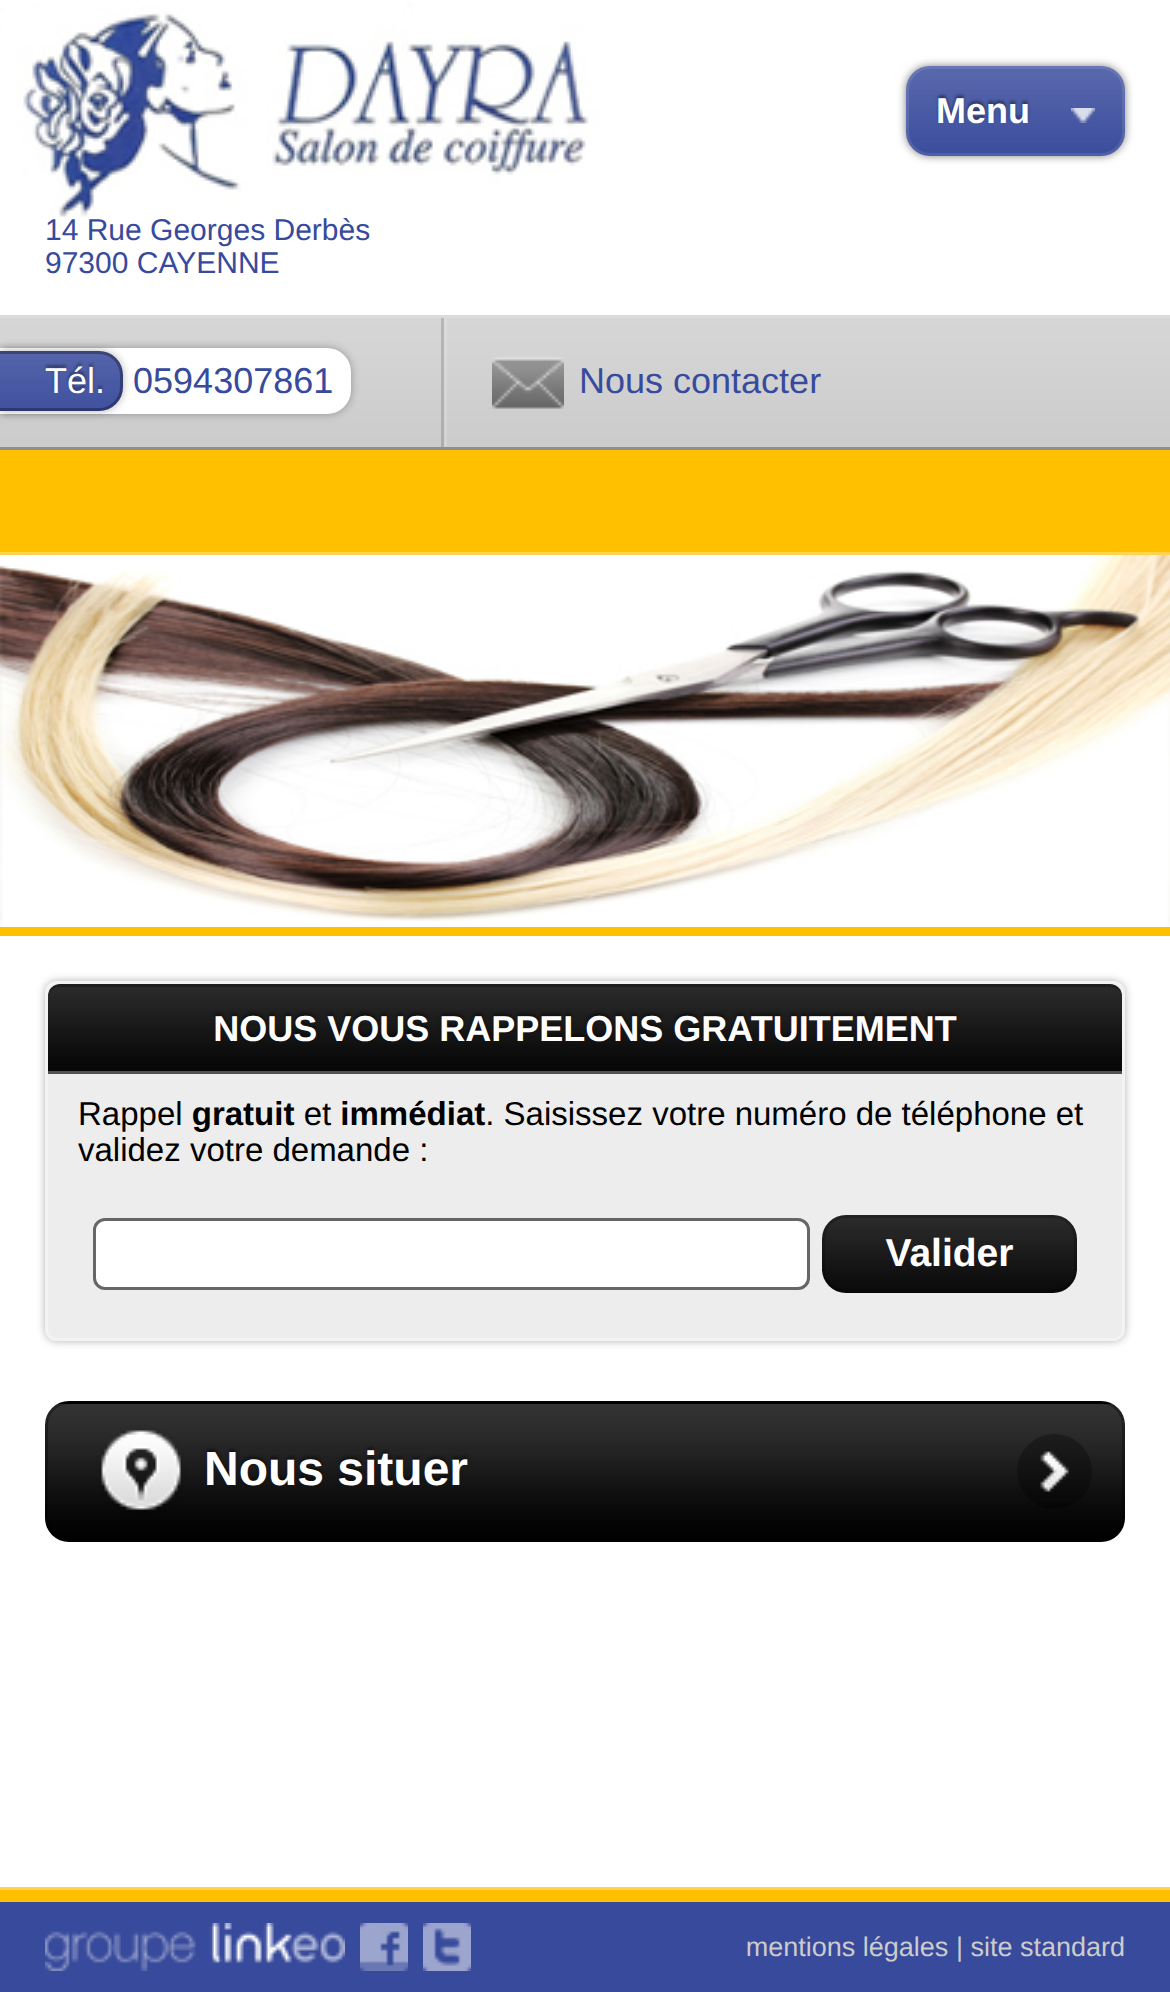 DAYRA
Salon de coiffure
Menu
14 Rue Georges Derbès
97300 CAYENNE
Tél. 0594307861
Nous contacter
NOUS VOUS RAPPELONS GRATUITEMENT
Rappel gratuit et immédiat. Saisissez votre numéro de téléphone et
validez votre demande :
Valider
Nous situer
groupe linkeo
mentions légales | site standard